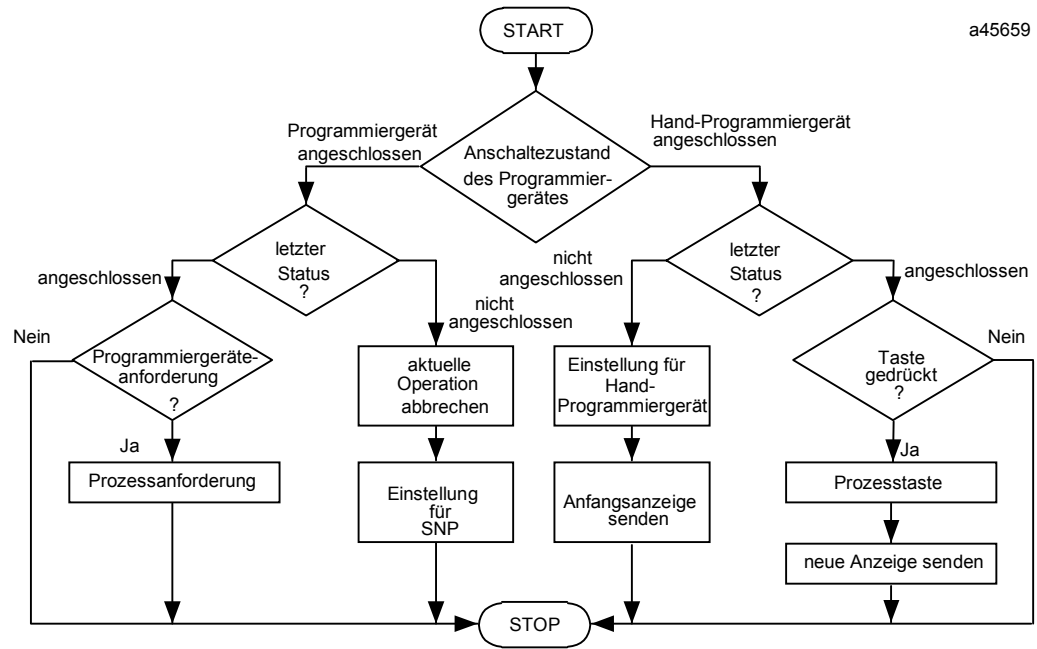 START
a45659
Programmiergerät
angeschlossen
Anschaltezustand
des Programmier-
gerätes
Hand-Programmiergerät
angeschlossen
letzter
Status
?
nicht
angeschlossen
letzter
Status
?
angeschlossen
angeschlossen
nicht
angeschlossen
Nein
Programmiergeräte-
anforderung
?
aktuelle
Operation
abbrechen
Einstellung für
Hand-
Programmiergerät
Taste
gedrückt
?
Nein
Ja
Ja
Prozessanforderung
Einstellung
für
SNP
Anfangsanzeige
senden
Prozesstaste
neue Anzeige senden
STOP